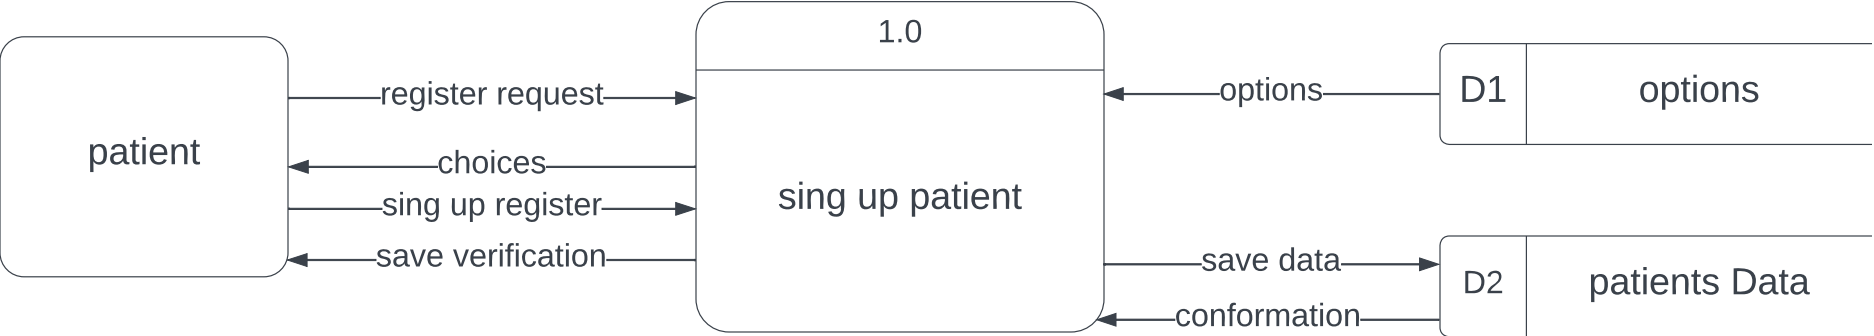 1.0
patient
register request
choices
sing up register
save verification
sing up patient
options
D1
options
save data
conformation
D2
patients Data